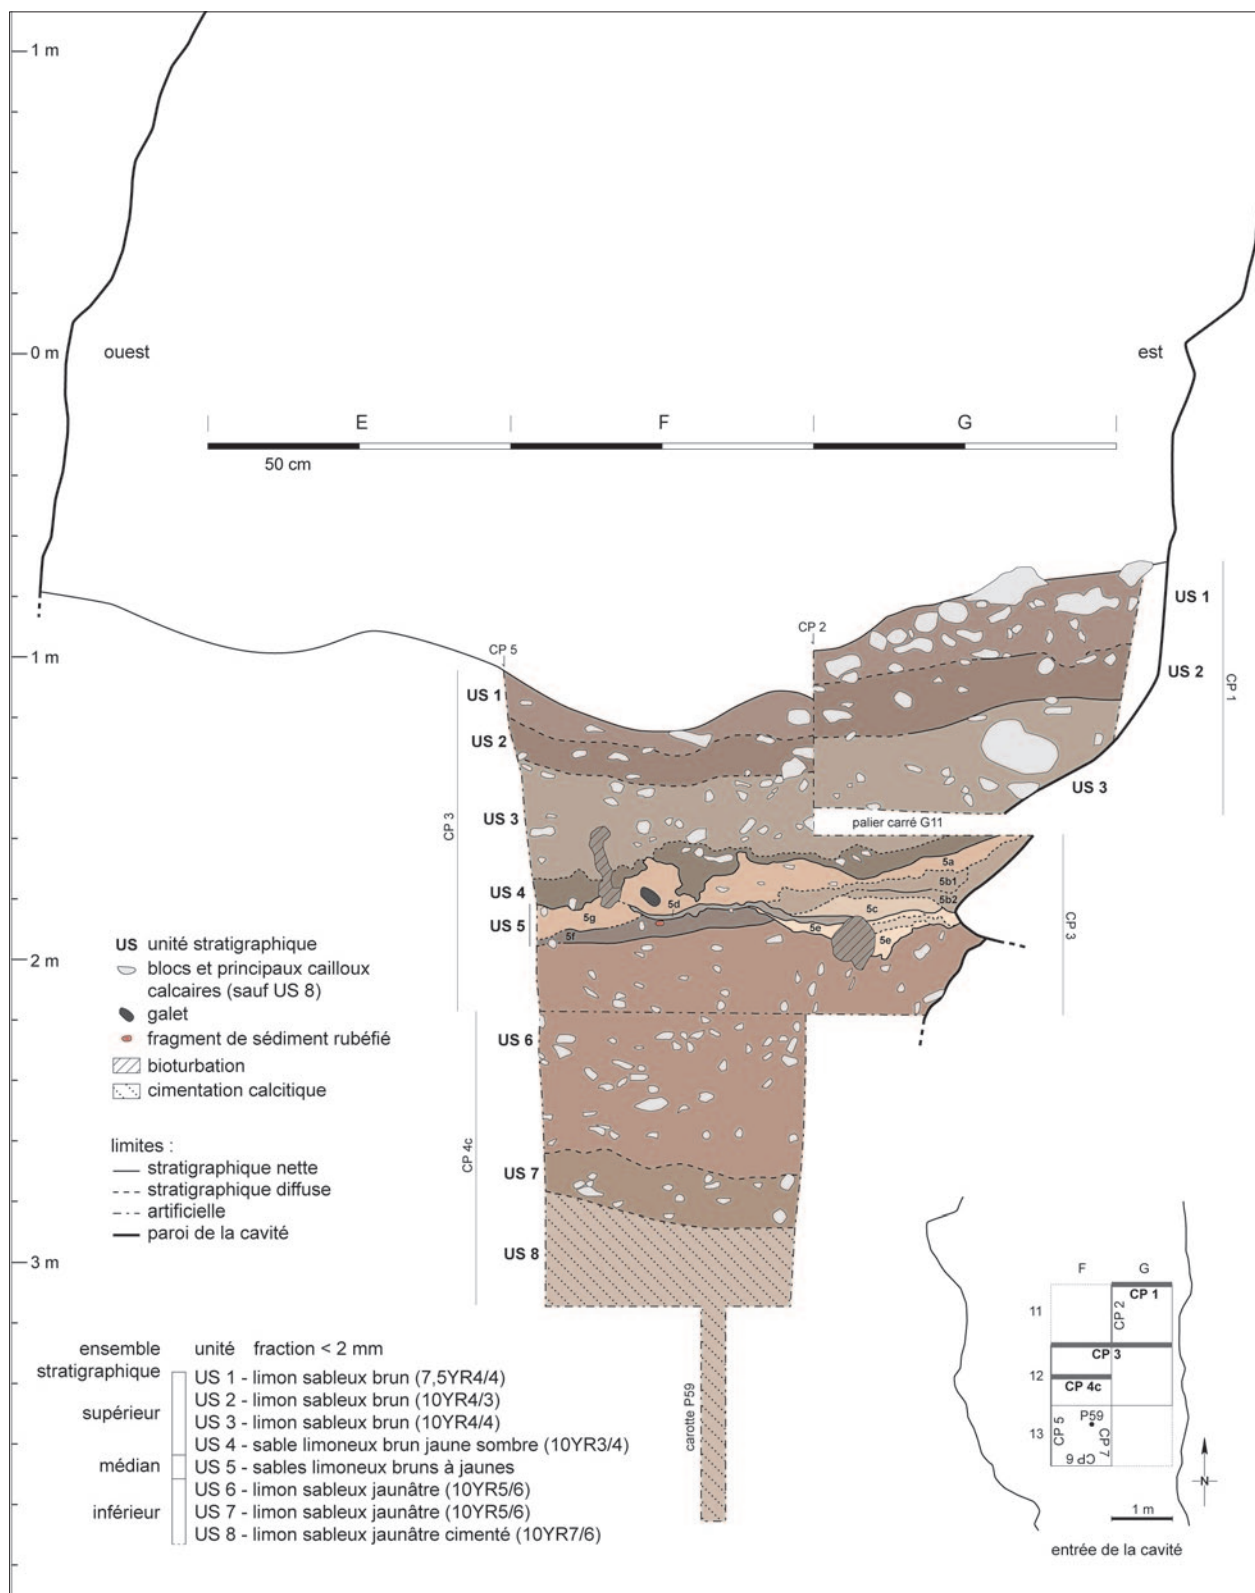 1 m
0 m
ouest
est
E
F
G
50 cm
CP 5
CP 2
US 1
US 2
CP 1
US 1
US 2
US 3
US 3
CP 3
palier carré G11
5a
5b1
5b2
US 4
5d
5c
5g
US 5
5f
5e
5e
CP 3
1 m
2 m
3 m
US unité stratigraphique
blocs et principaux cailloux
calcaires (sauf US 8)
galet
fragment de sédiment rubéfié
bioturbation
cimentation calcitique
limites :
stratigraphique nette
stratigraphique diffuse
artificielle
paroi de la cavité
US 6
CP 4c
US 7
US 8
carotte P59
ensemble
stratigraphique
unité fraction < 2 mm
US 1 - limon sableux brun (7,5YR4/4)
US 2 - limon sableux brun (10YR4/3)
supérieur
US 3 - limon sableux brun (10YR4/4)
US 4 - sable limoneux brun jaune sombre (10YR3/4)
médian
US 5 - sables limoneux bruns à jaunes
US 6 - limon sableux jaunâtre (10YR5/6)
inférieur
US 7 - limon sableux jaunâtre (10YR5/6)
US 8 - limon sableux jaunâtre cimenté (10YR7/6)
F
G
11
CP 1
CP 2
CP 3
12
CP 4c
13
CP 5
P59
CP 7
CP 6
N
1 m
entrée de la cavité